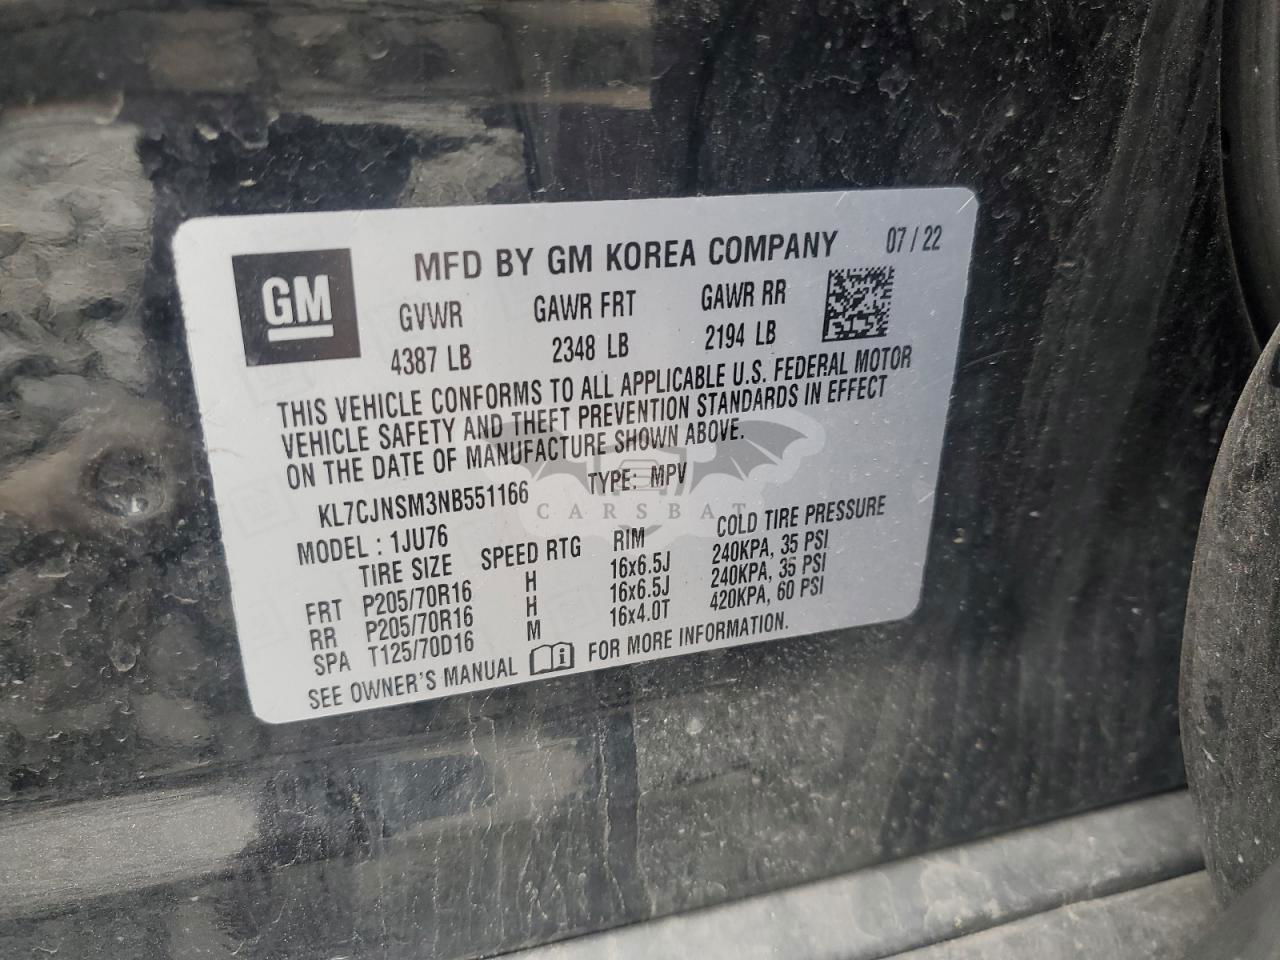 MFD BY GM KOREA COMPANY 07 / 22
GM
GVWR GAWR FRT GAWR RR
4387 LB 2348 LB 2194 LB
THIS VEHICLE CONFORMS TO ALL APPLICABLE U.S. FEDERAL MOTOR
VEHICLE SAFETY AND THEFT PREVENTION STANDARDS IN EFFECT
ON THE DATE OF MANUFACTURE SHOWN ABOVE.
KL7CJNSM3NB551166 TYPE: MPV
CARSBAT
MODEL : 1JU76
TIRE SIZE SPEED RTG RIM COLD TIRE PRESSURE
FRT P205/70R16 H 16x6.5J 240KPA, 35 PSI
RR P205/70R16 H 16x6.5J 240KPA, 35 PSI
SPA T125/70D16 M 16x4.0T 420KPA, 60 PSI
SEE OWNER'S MANUAL i FOR MORE INFORMATION.